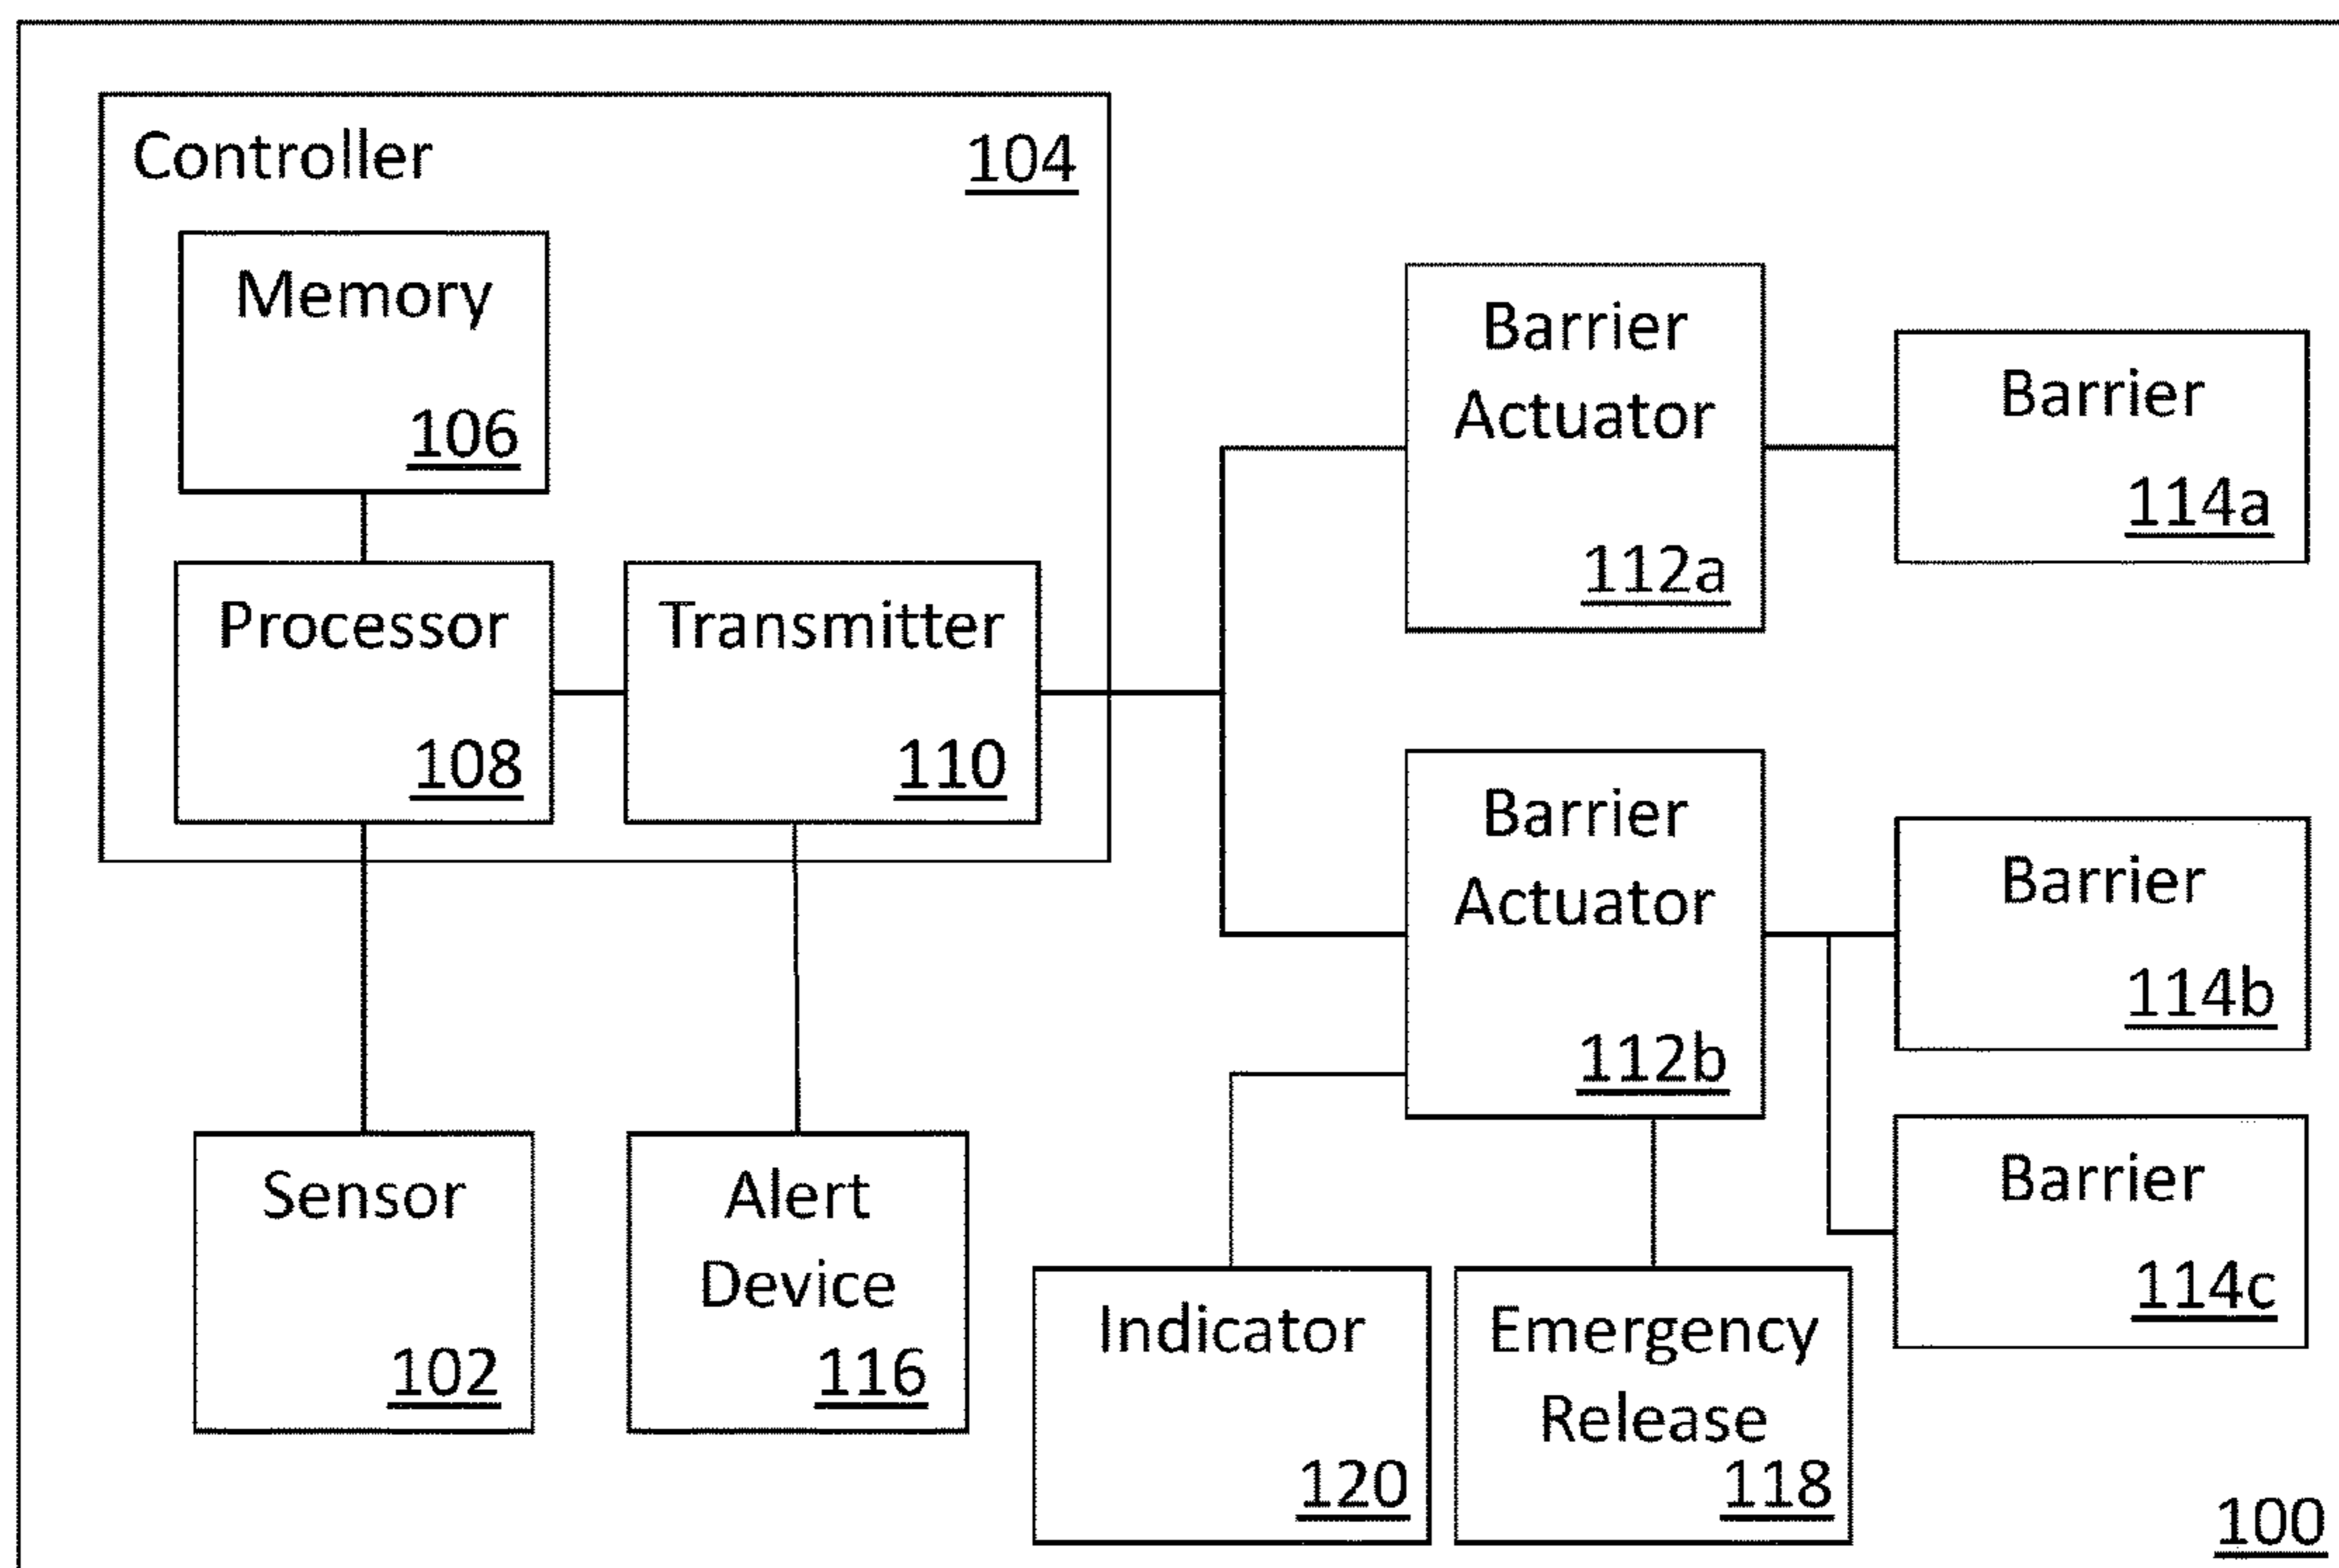 Controller
104
Memory
106
Processor
108
Transmitter
110
Barrier
Actuator
112a
Barrier
114a
Barrier
Actuator
112b
Barrier
114b
Barrier
114c
Sensor
102
Alert
Device
116
Indicator
120
Emergency
Release
118
100